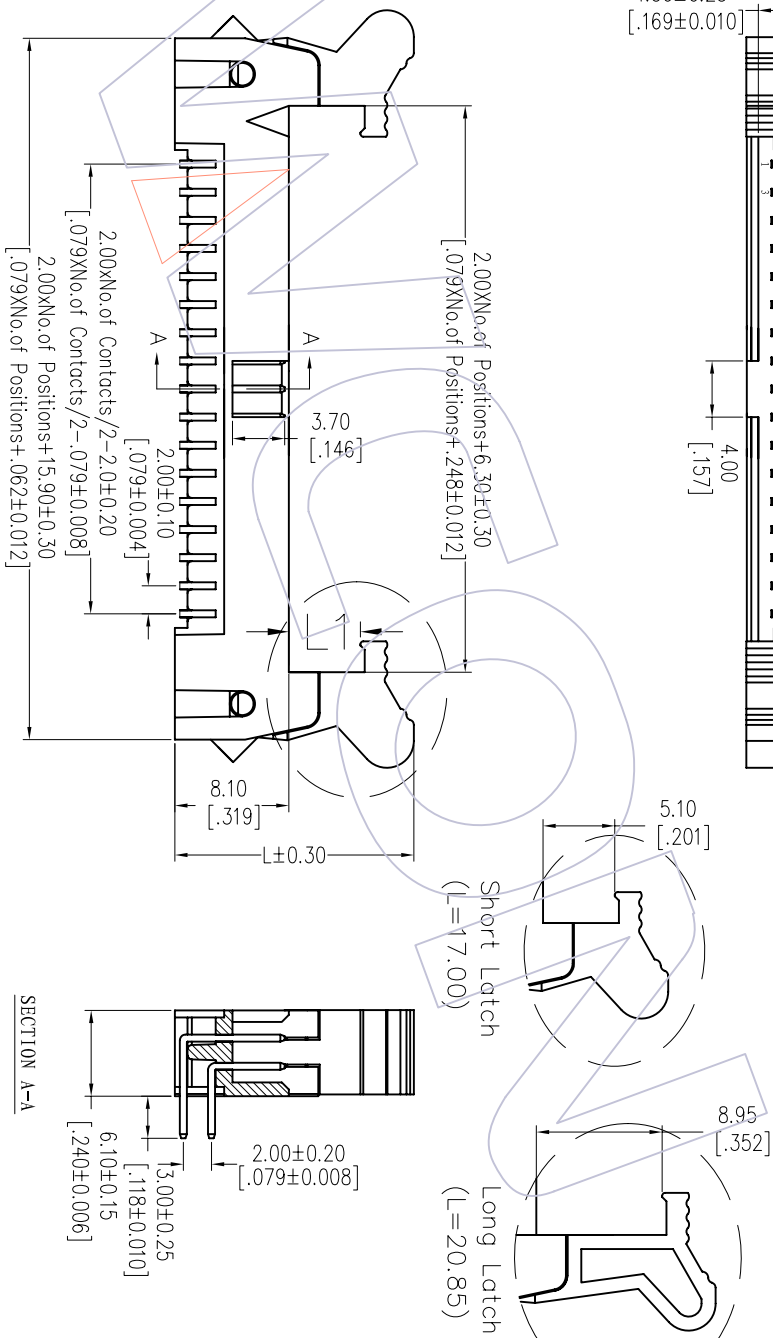 [.169±0.010]
1
3
4.00
[.157]
2.00XNo.of Positions+6.30±0.30
[.079XNo.of Positions+.248±0.012]
3.70
[.146]
A
A
2.00±0.10
[.079±0.004]
2.00xNo.of Contacts/2-2.0±0.20
[.079XNo.of Contacts/2-.079±0.008]
2.00xNo.of Positions+15.90±0.30
[.079XNo.of Positions+.062±0.012]
L1
8.10
[.319]
L±0.30
5.10
[.201]
Short Latch
(L=17.00)
8.95
[.352]
Long Latch
(L=20.85)
2.00±0.20
[.079±0.008]
3.00±0.25
[.118±0.010]
6.10±0.15
[.240±0.006]
SECTION A-A
WCON